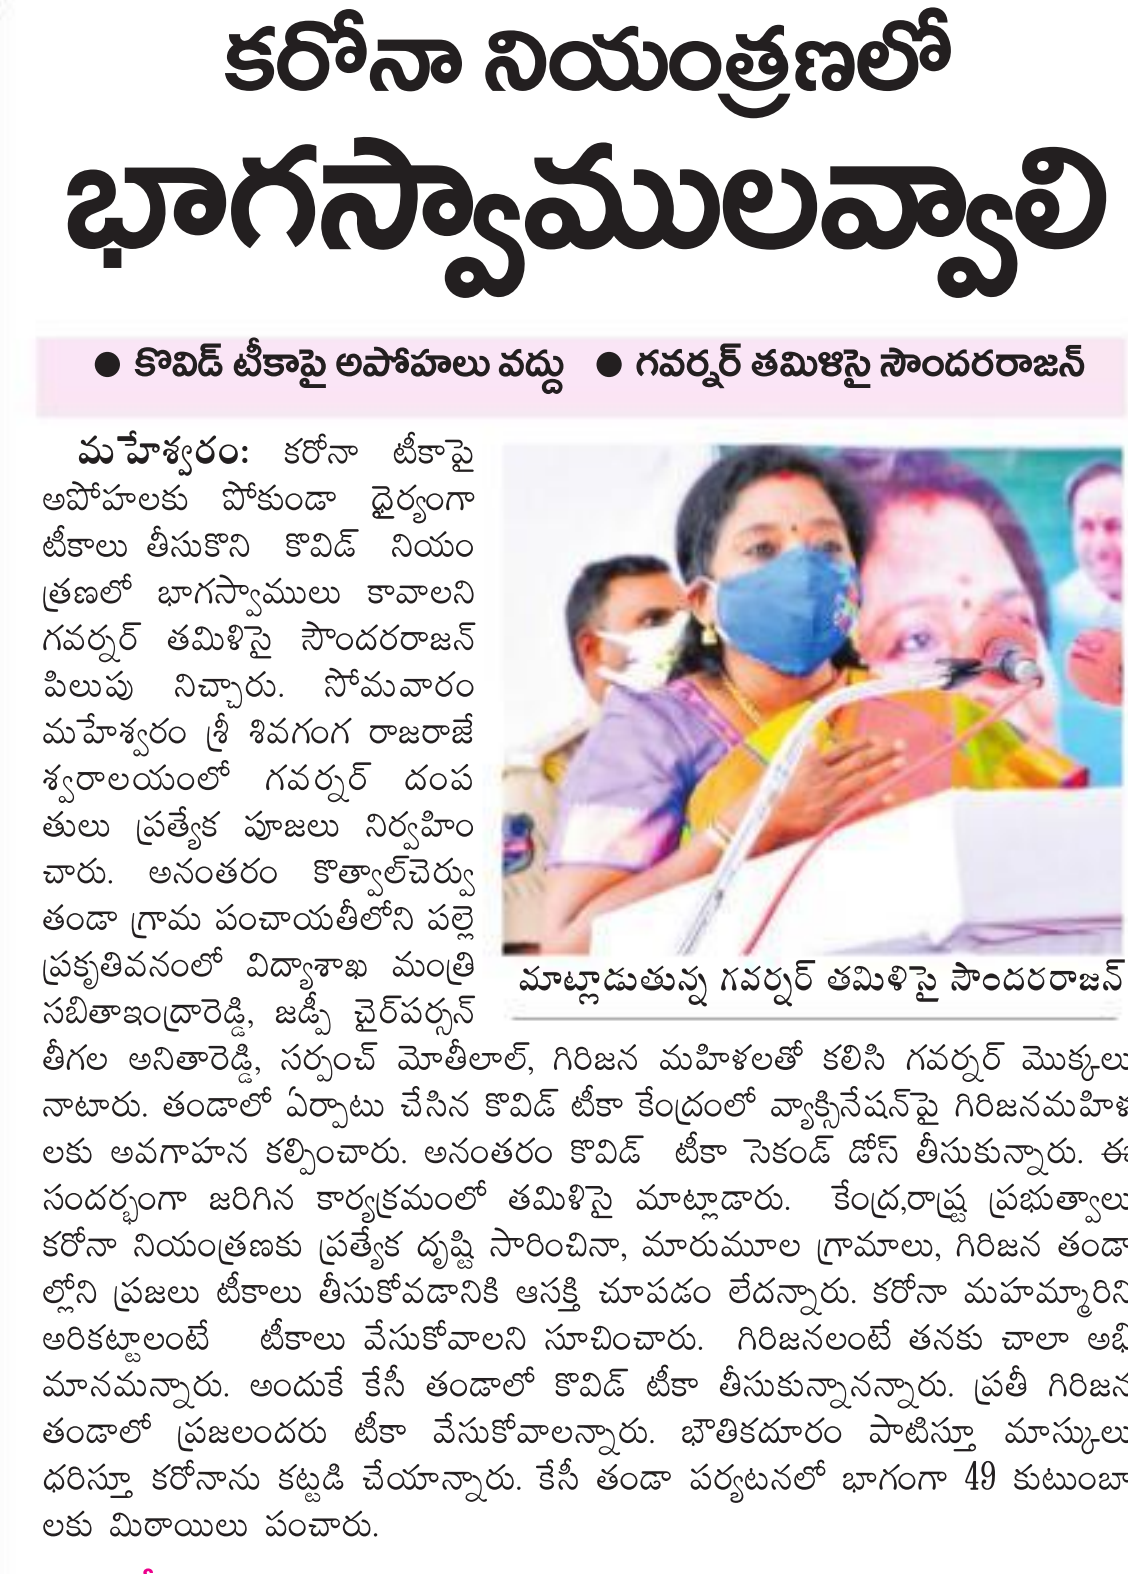 కరోనా నియంత్రణలో
భాగస్వాములవ్వాలి
● కొవిడ్ టీకాపై అపోహలు వద్దు ● గవర్నర్ తమిళిసై సౌందరరాజన్
మహేశ్వరం: కరోనా టీకాపై
అపోహలకు పోకుండా ధైర్యంగా
టీకాలు తీసుకొని కొవిడ్ నియం
త్రణలో భాగస్వాములు కావాలని
గవర్నర్ తమిళిసై సౌందరరాజన్
పిలుపు నిచ్చారు. సోమవారం
మహేశ్వరం శ్రీ శివగంగ రాజరాజే
శ్వరాలయంలో గవర్నర్ దంప
తులు ప్రత్యేక పూజలు నిర్వహిం
చారు. అనంతరం కొత్వాల్‌చెర్వు
తండా గ్రామ పంచాయతీలోని పల్లె
ప్రకృతివనంలో విద్యాశాఖ మంత్రి
సబితాఇంద్రారెడ్డి, జడ్పీ చైర్‌పర్సన్
మాట్లాడుతున్న గవర్నర్ తమిళిసై సౌందరరాజన్
తీగల అనితారెడ్డి, సర్పంచ్ మోతీలాల్, గిరిజన మహిళలతో కలిసి గవర్నర్ మొక్కలు
నాటారు. తండాలో ఏర్పాటు చేసిన కొవిడ్ టీకా కేంద్రంలో వ్యాక్సినేషన్‌పై గిరిజనమహిళ
లకు అవగాహన కల్పించారు. అనంతరం కొవిడ్ టీకా సెకండ్ డోస్ తీసుకున్నారు. ఈ
సందర్భంగా జరిగిన కార్యక్రమంలో తమిళిసై మాట్లాడారు. కేంద్ర,రాష్ట్ర ప్రభుత్వాలు
కరోనా నియంత్రణకు ప్రత్యేక దృష్టి సారించినా, మారుమూల గ్రామాలు, గిరిజన తండా
ల్లోని ప్రజలు టీకాలు తీసుకోవడానికి ఆసక్తి చూపడం లేదన్నారు. కరోనా మహమ్మారిని
అరికట్టాలంటే టీకాలు వేసుకోవాలని సూచించారు. గిరిజనలంటే తనకు చాలా అభి
మానమన్నారు. అందుకే కేసీ తండాలో కొవిడ్ టీకా తీసుకున్నానన్నారు. ప్రతీ గిరిజన
తండాలో ప్రజలందరు టీకా వేసుకోవాలన్నారు. భౌతికదూరం పాటిస్తూ మాస్కులు
ధరిస్తూ కరోనాను కట్టడి చేయాన్నారు. కేసీ తండా పర్యటనలో భాగంగా 49 కుటుంబా
లకు మిఠాయిలు పంచారు.